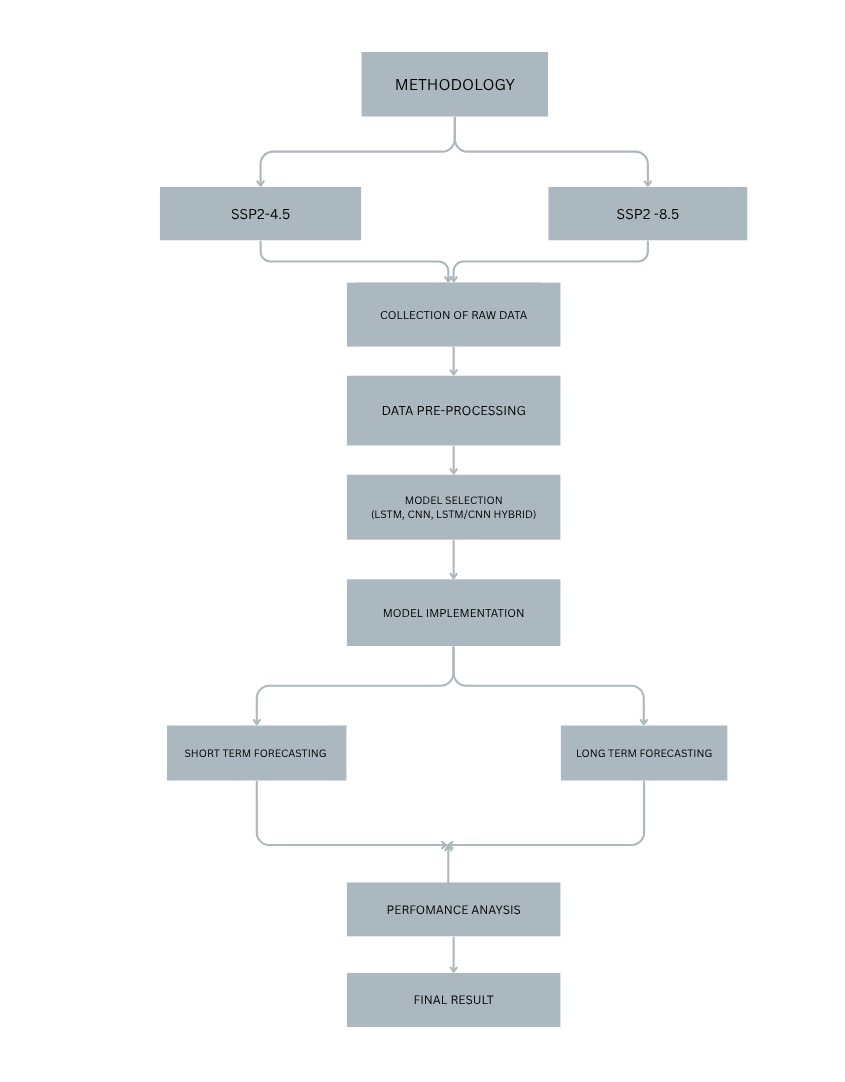 METHODOLOGY
SSP2-4.5
SSP2 -8.5
COLLECTION OF RAW DATA
DATA PRE-PROCESSING
MODEL SELECTION
(LSTM, CNN, LSTM/CNN HYBRID)
MODEL IMPLEMENTATION
SHORT TERM FORECASTING
LONG TERM FORECASTING
PERFOMANCE ANAYSIS
FINAL RESULT